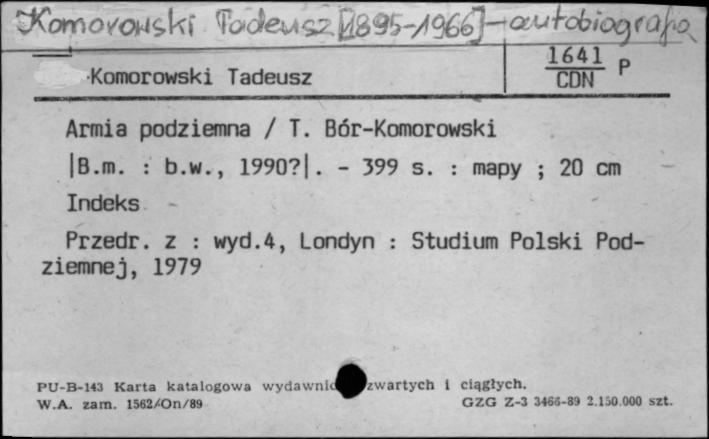 Komorowski Tadeusz [1895-1966] - autobiografia
Komorowski Tadeusz
1641 P
CDN
Armia podziemna / T. Bór-Komorowski
|B.m. : b.w., 1990?|. - 399 s. : mapy ; 20 cm
Indeks
Przedr. z : wyd.4, Londyn : Studium Polski Pod-
ziemnej, 1979
PU-B-143 Karta katalogowa wydawnic zwartych i ciągłych.
W.A. zam. 1562/On/89 GZG Z-3 3466-89 2.150.000 szt.